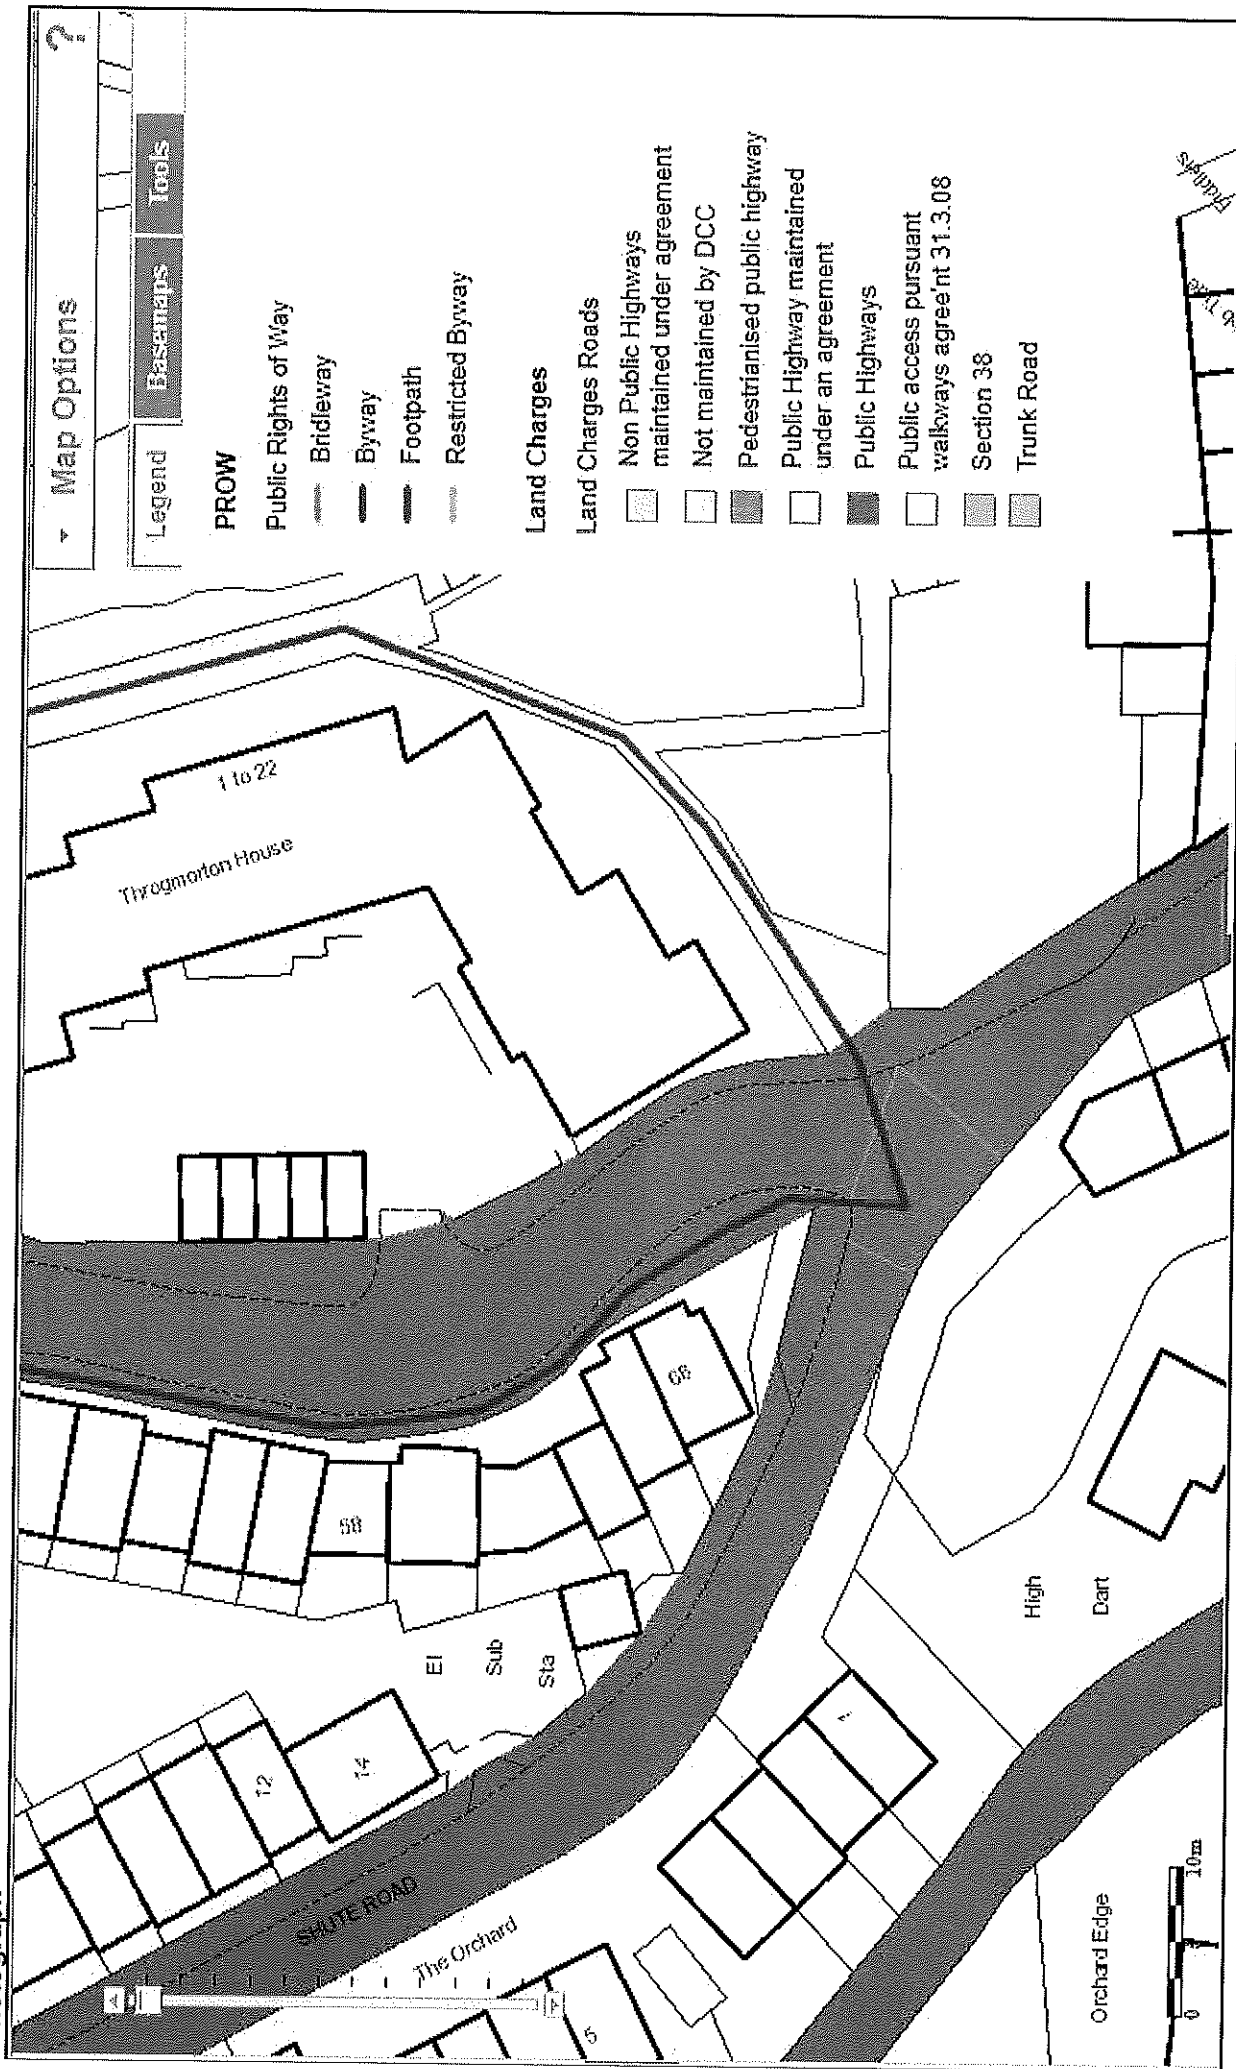 Map Options
?
Legend
Basemaps
Tools
PROW
Public Rights of Way
Bridleway
Byway
Footpath
Restricted Byway
Land Charges
Land Charges Roads
Non Public Highways
maintained under agreement
Not maintained by DCC
Pedestrianised public highway
Public Highway maintained
under an agreement
Public Highways
Public access pursuant
walkways agree'nt 31.3.08
Section 38
Trunk Road
1 to 22
Throgmorton House
58
66
El
Sub
Sta
12
14
SHUTE ROAD
The Orchard
5
1
High
Dart
Orchard Edge
0
10m